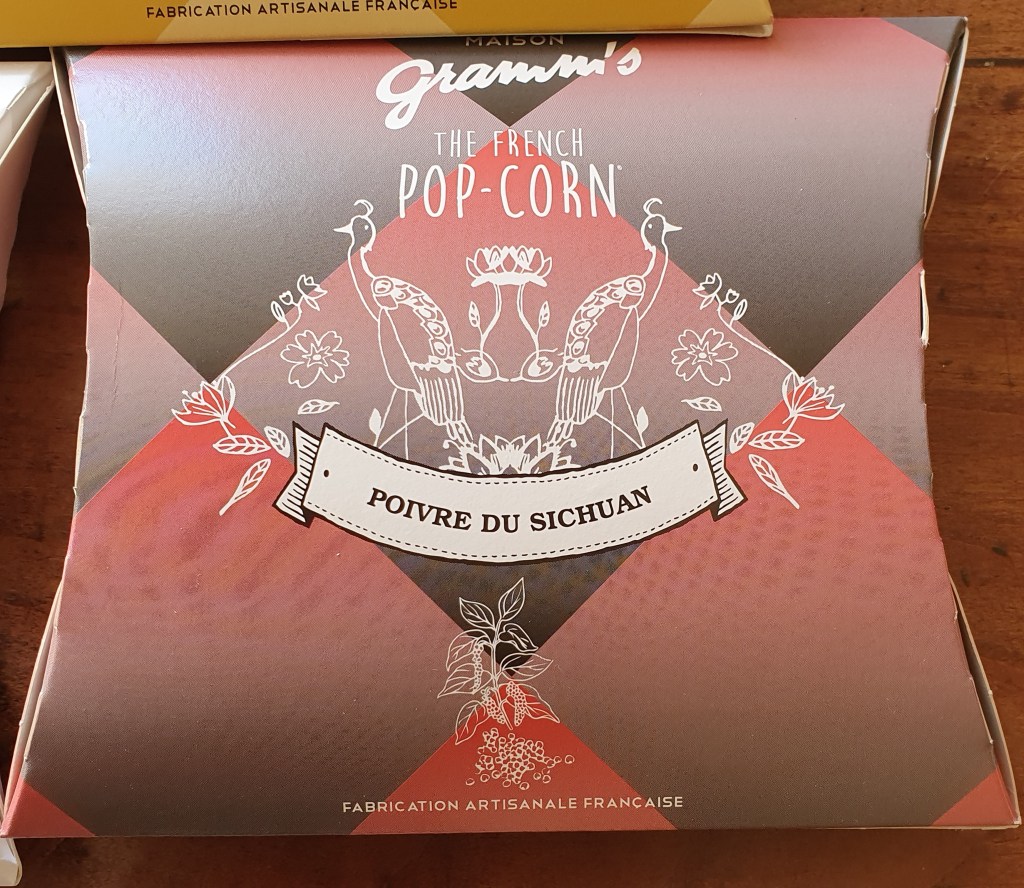 FABRICATION ARTISANALE FRANÇAISE
MAISON
Gramm's
THE FRENCH
POP-CORN®
POIVRE DU SICHUAN
FABRICATION ARTISANALE FRANÇAISE